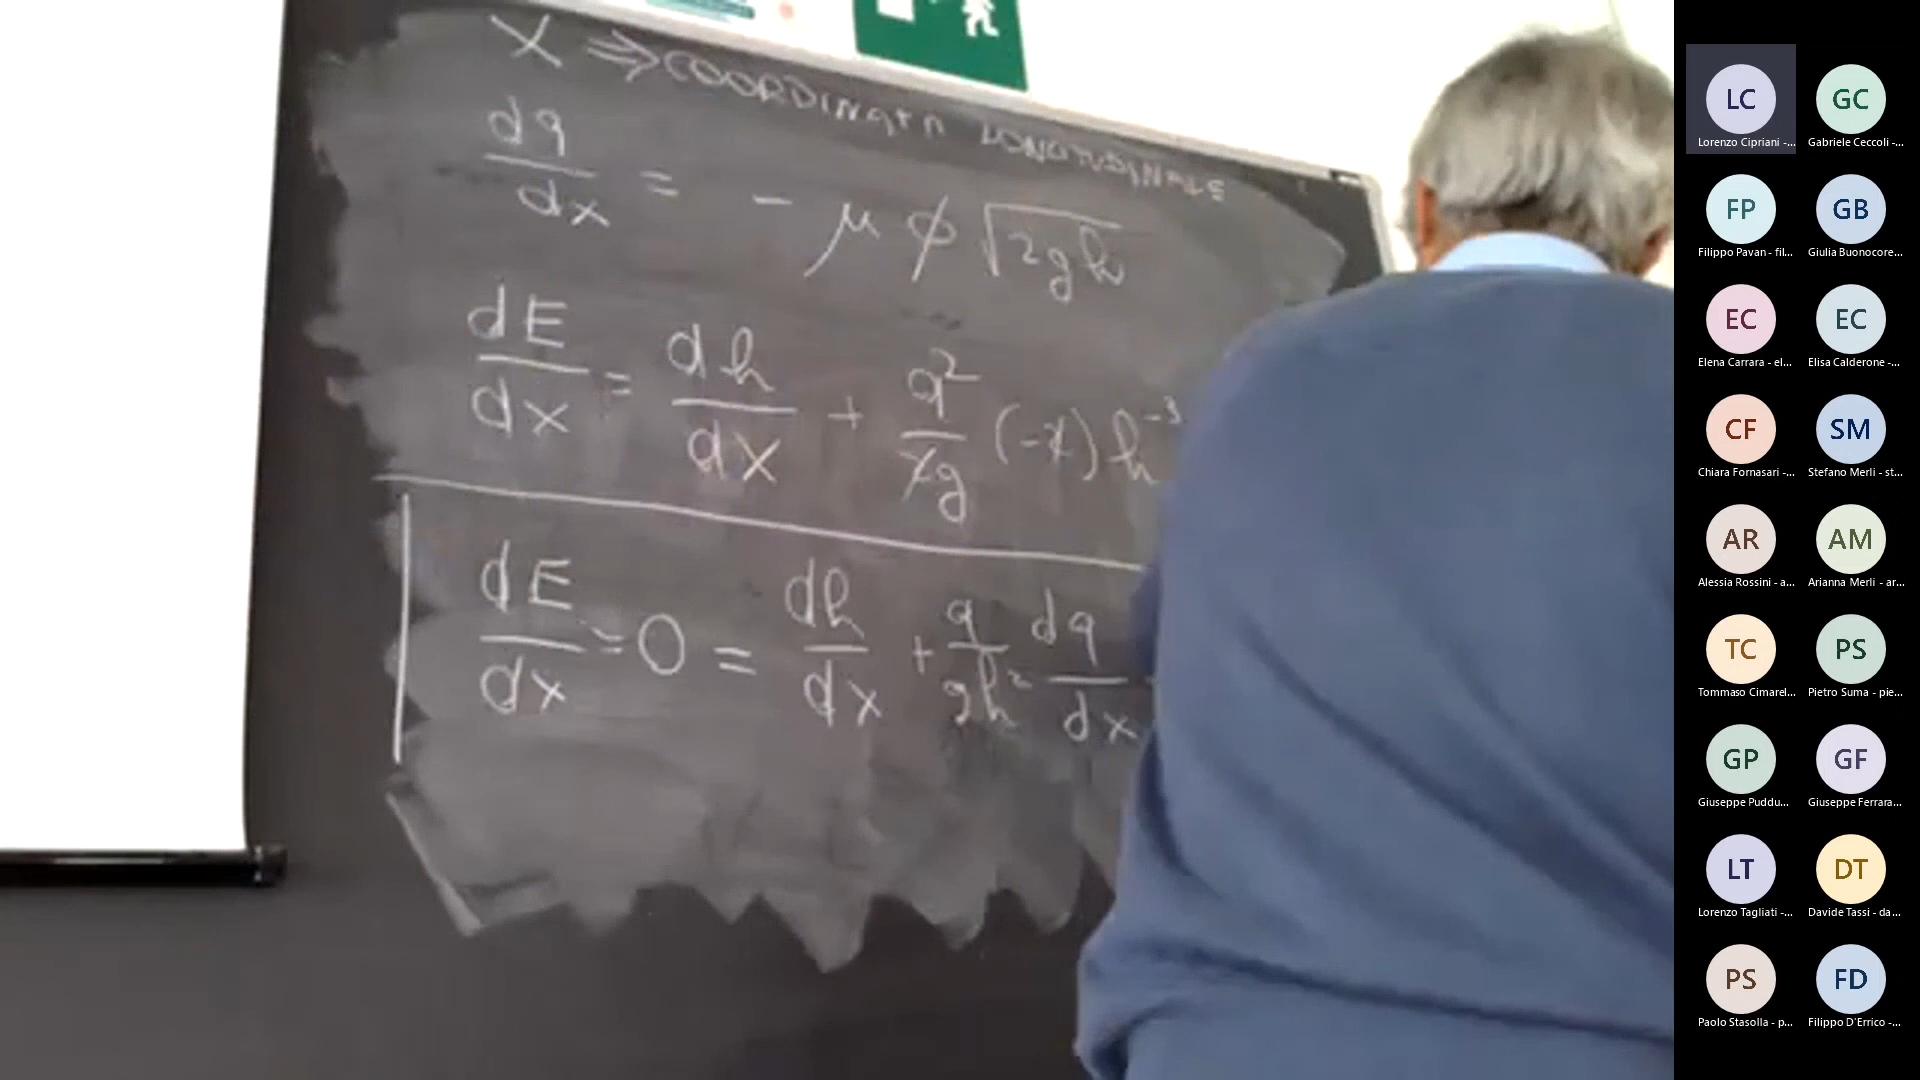 X ⇒ COORDINATA LONGITUDINALE
dq/dx = - μ ϕ √2gh
dE/dx = dh/dx + q²/2g (-2) h⁻³
dE/dx = 0 = dh/dx + q/gh² dq/dx
LC
Lorenzo Cipriani -...
GC
Gabriele Ceccoli -...
FP
Filippo Pavan - fil...
GB
Giulia Buonocore...
EC
Elena Carrara - el...
EC
Elisa Calderone -...
CF
Chiara Fornasari -...
SM
Stefano Merli - st...
AR
Alessia Rossini - a...
AM
Arianna Merli - ar...
TC
Tommaso Cimarel...
PS
Pietro Suma - pie...
GP
Giuseppe Puddu...
GF
Giuseppe Ferrara...
LT
Lorenzo Tagliati -...
DT
Davide Tassi - da...
PS
Paolo Stasolla - p...
FD
Filippo D'Errico -...